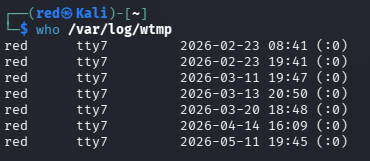 ┌──(red㉿Kali)-[~]
└─$ who /var/log/wtmp
red      tty7         2026-02-23 08:41 (:0)
red      tty7         2026-02-23 19:41 (:0)
red      tty7         2026-03-11 19:47 (:0)
red      tty7         2026-03-13 20:50 (:0)
red      tty7         2026-03-20 18:48 (:0)
red      tty7         2026-04-14 16:09 (:0)
red      tty7         2026-05-11 19:45 (:0)